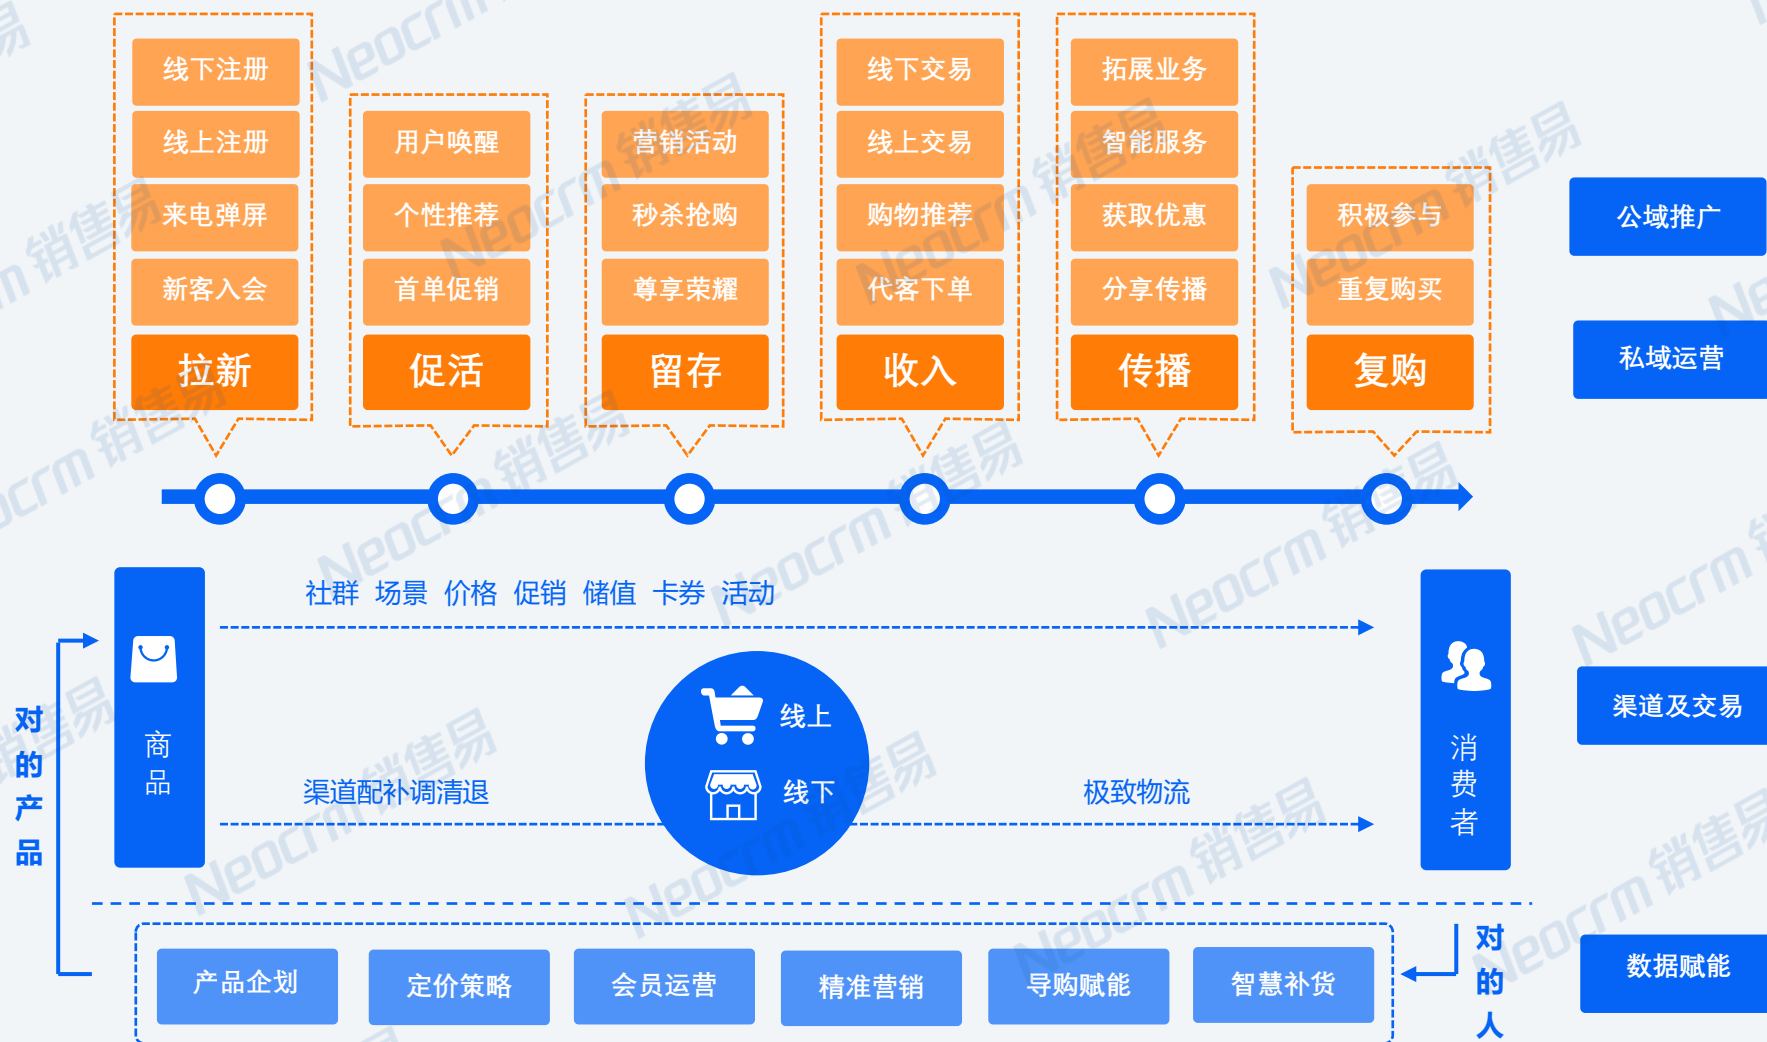 线下注册
线上注册
来电弹屏
新客入会
拉新
用户唤醒
个性推荐
首单促销
促活
营销活动
秒杀抢购
尊享荣耀
留存
线下交易
线上交易
购物推荐
代客下单
收入
拓展业务
智能服务
获取优惠
分享传播
传播
积极参与
重复购买
复购
公域推广
私域运营
社群 场景 价格 促销 储值 卡券 活动
商品
线上
线下
渠道配补调清退
极致物流
消费者
渠道及交易
对的产品
产品企划
定价策略
会员运营
精准营销
导购赋能
智慧补货
对的人
数据赋能
Neocrm 销售易